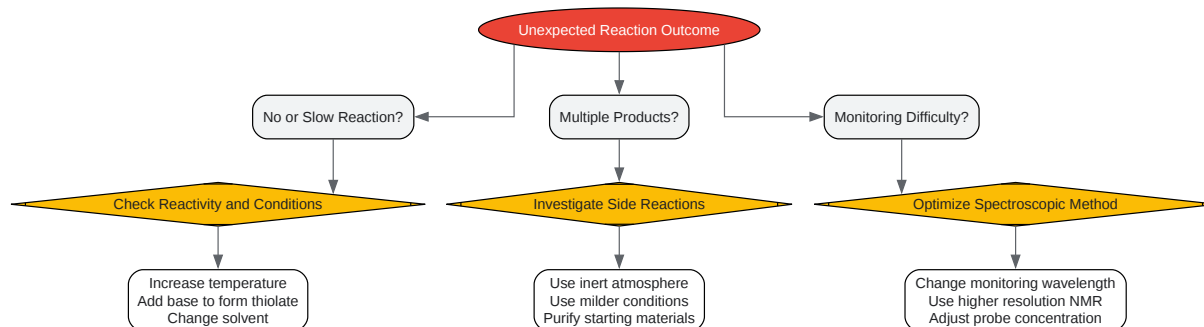 Unexpected Reaction Outcome
No or Slow Reaction?
Multiple Products?
Monitoring Difficulty?
Check Reactivity and Conditions
Investigate Side Reactions
Optimize Spectroscopic Method
Increase temperature
Add base to form thiolate
Change solvent
Use inert atmosphere
Use milder conditions
Purify starting materials
Change monitoring wavelength
Use higher resolution NMR
Adjust probe concentration